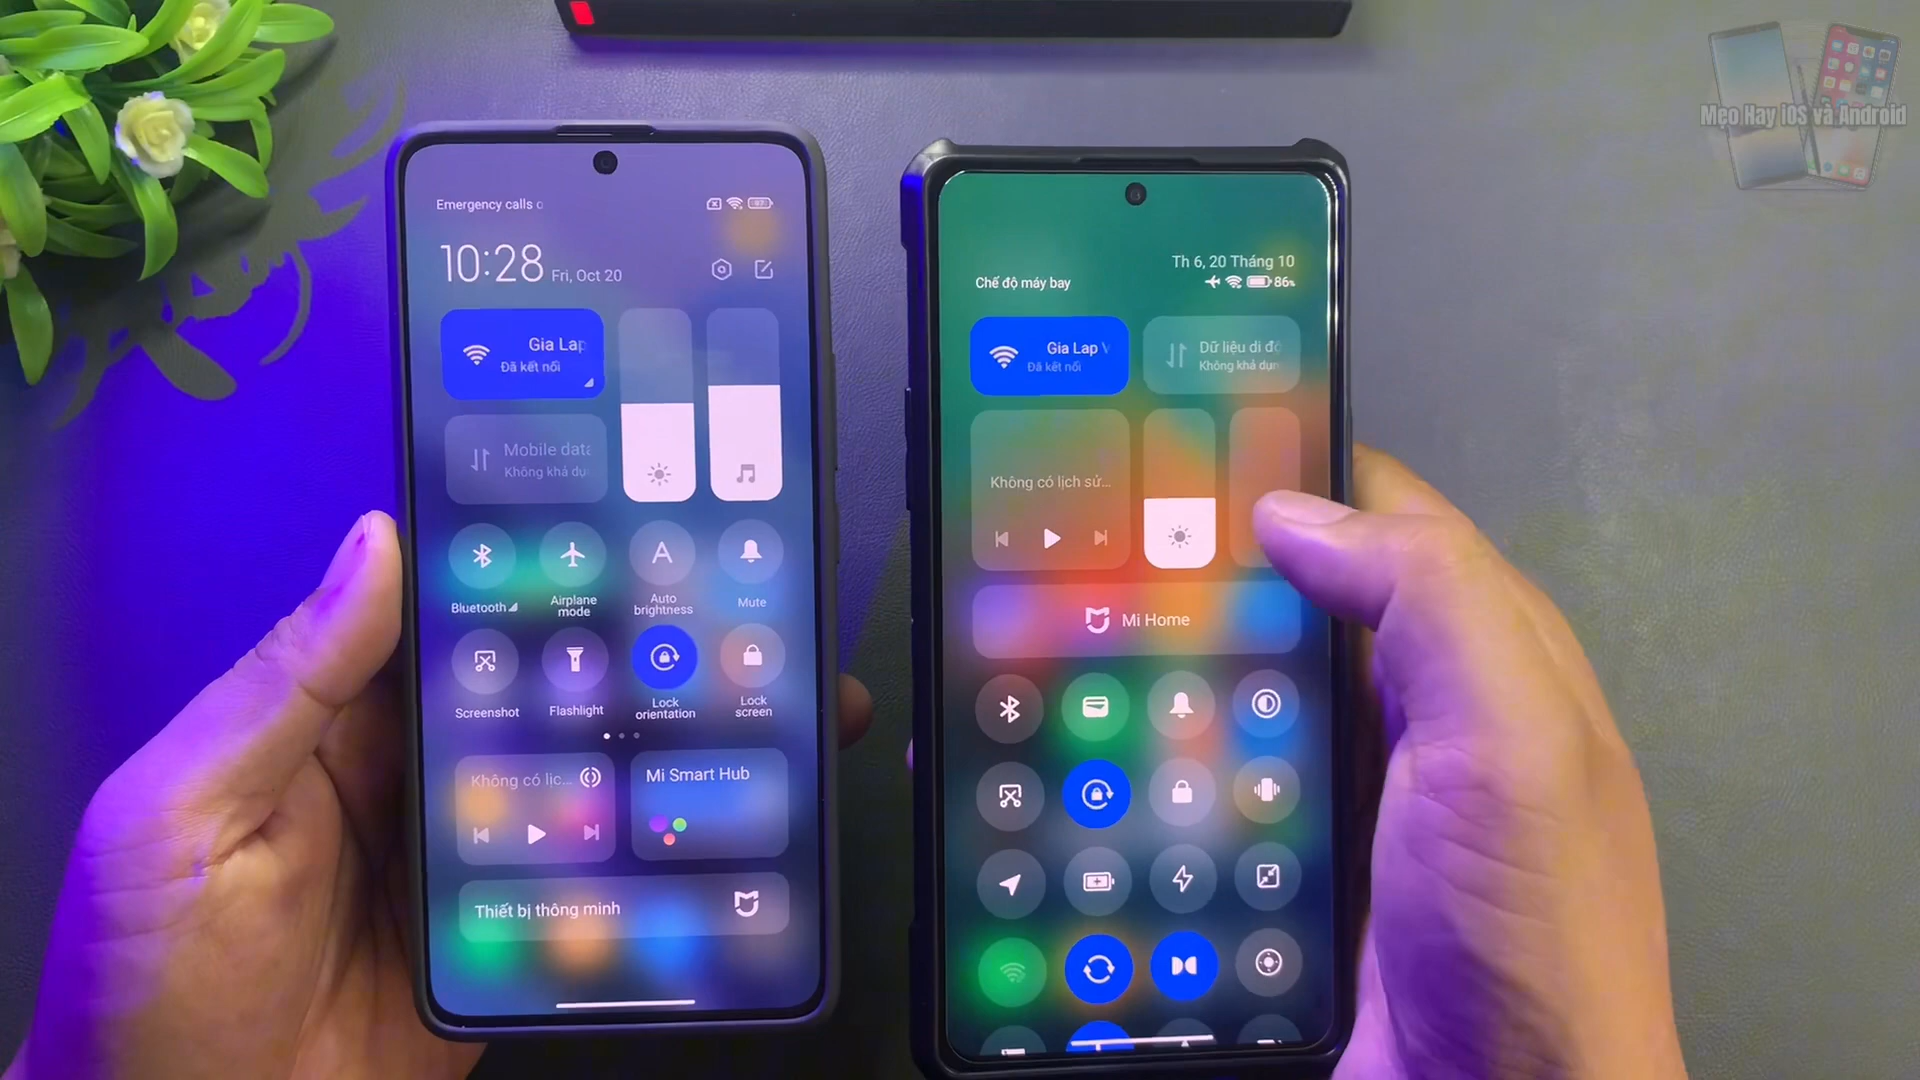 Mẹo Hay iOS và Android
Emergency calls o
97
10:28 Fri, Oct 20
Gia Lap
Đã kết nối
Mobile data
Không khả dụ
Bluetooth
Airplane
mode
Auto
brightness
Mute
Screenshot
Flashlight
Lock
orientation
Lock
screen
Không có lịc...
Mi Smart Hub
Thiết bị thông minh
Th 6, 20 Tháng 10
Chế độ máy bay
86%
Gia Lap V
Đã kết nối
Dữ liệu di độ
Không khả dụn
Không có lịch sử...
Mi Home